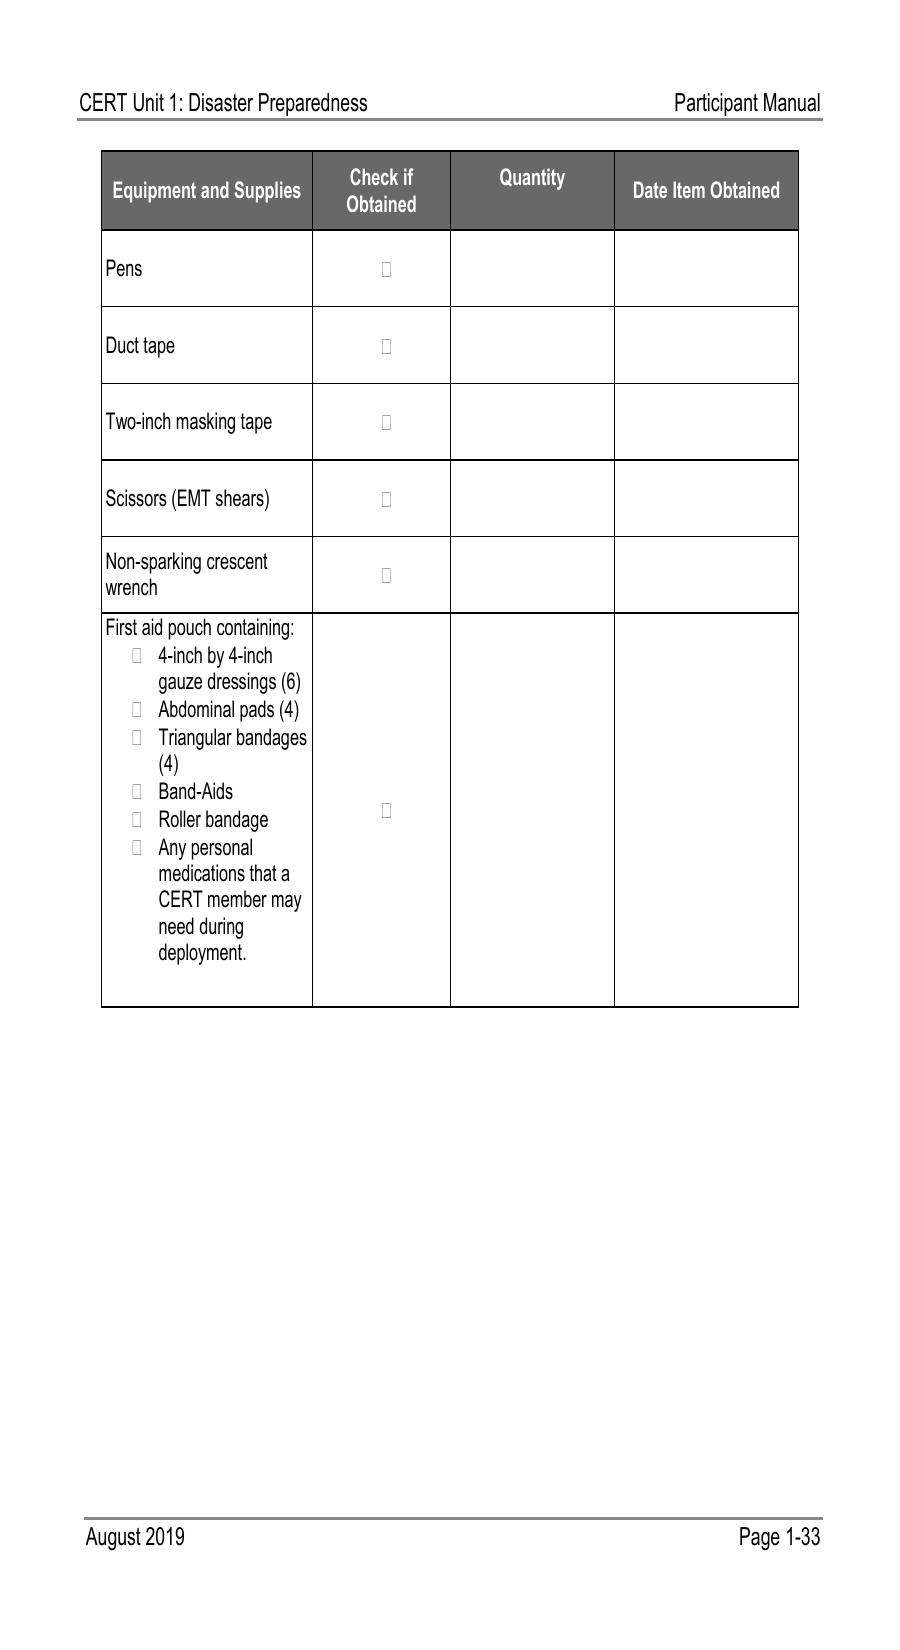 CERT Unit 1: Disaster Preparedness Participant Manual
Equipment and Supplies
Check if
Obtained
Quantity
Date Item Obtained
Pens
Duct tape
Two-inch masking tape
Scissors (EMT shears)
Non-sparking crescent
wrench
First aid pouch containing:
4-inch by 4-inch
gauze dressings (6)
Abdominal pads (4)
Triangular bandages
(4)
Band-Aids
Roller bandage
Any personal
medications that a
CERT member may
need during
deployment.
August 2019 Page 1-33